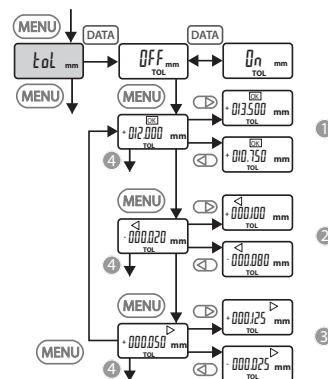 MENU
DATA DATA
tol mm OFF mm TOL On mm TOL
MENU MENU
OK + 013.500 mm TOL
OK + 012.000 mm TOL
1
OK + 010.750 mm TOL
4
MENU
+ 000.100 mm TOL
- 000.020 mm TOL
2
4
- 000.080 mm TOL
MENU
+ 000.125 mm TOL
+ 000.050 mm TOL
3
MENU
4
- 000.025 mm TOL